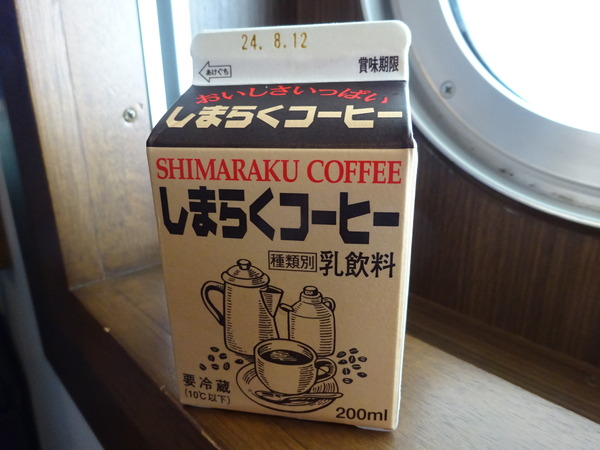 24. 8.12
賞味期限
あけぐち
おいしさいっぱい
しまらくコーヒー
SHIMARAKU COFFEE
しまらくコーヒー
種類別 乳飲料
要冷蔵
(10℃以下)
200ml